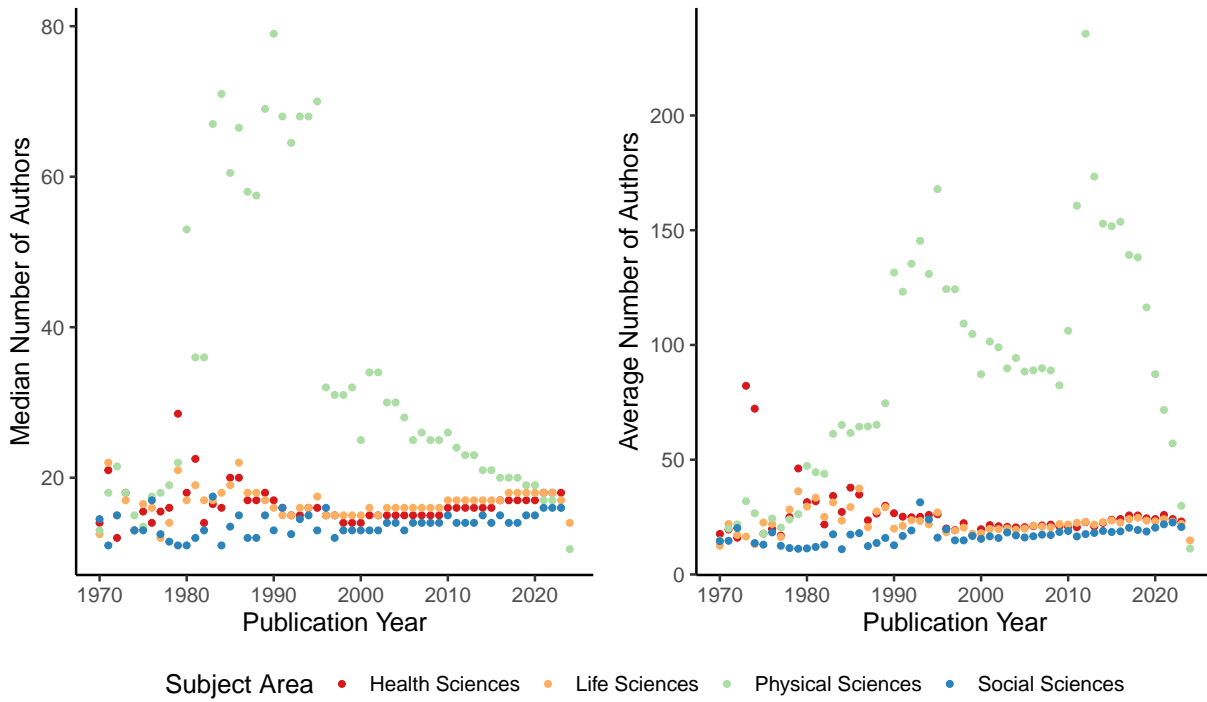 Median Number of Authors
80
60
40
20
1970 1980 1990 2000 2010 2020
Publication Year
Average Number of Authors
200
150
100
50
0
1970 1980 1990 2000 2010 2020
Publication Year
Subject Area Health Sciences Life Sciences Physical Sciences Social Sciences